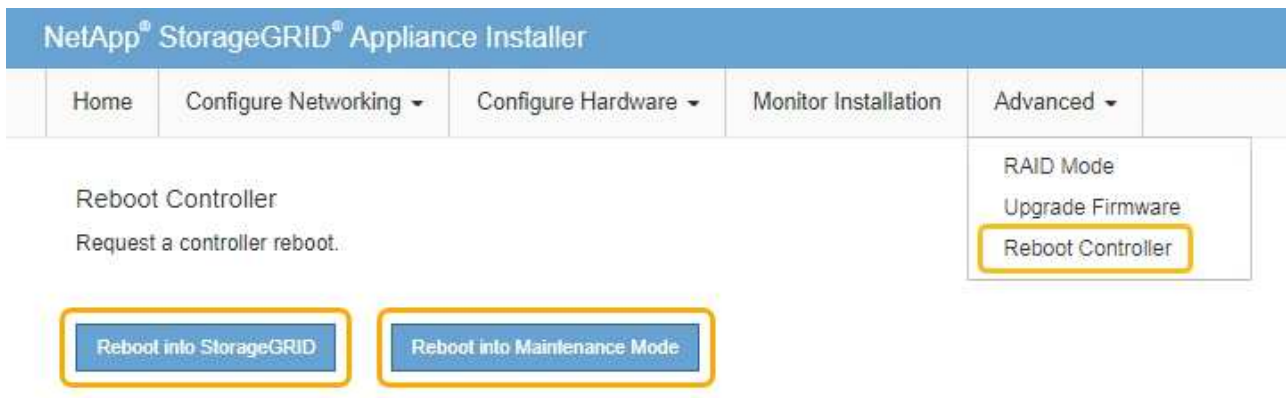 NetApp® StorageGRID® Appliance Installer
Home Configure Networking Configure Hardware Monitor Installation Advanced
RAID Mode
Upgrade Firmware
Reboot Controller
Reboot Controller
Request a controller reboot.
Reboot into StorageGRID Reboot into Maintenance Mode